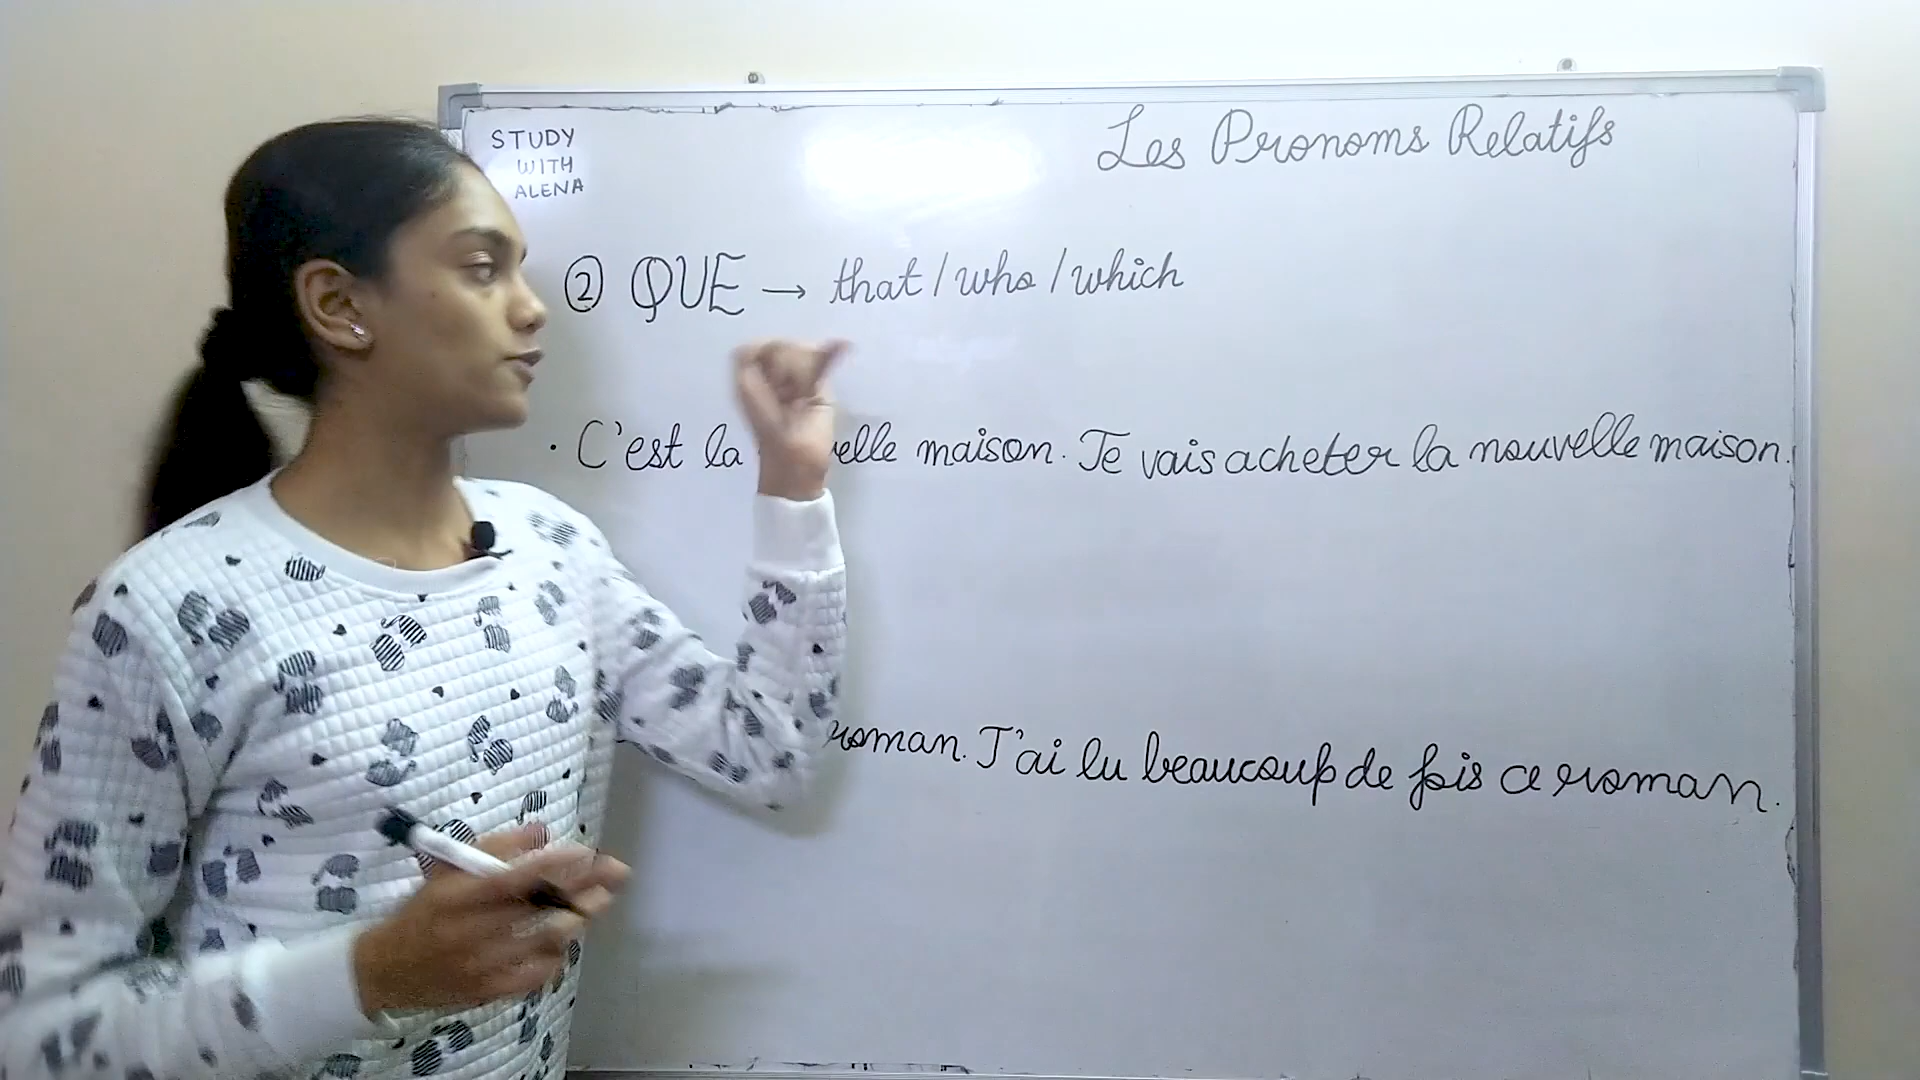 STUDY
WITH
ALENA
Les Pronoms Relatifs
② QUE → that / who / which
· C'est la elle maison. Je vais acheter la nouvelle maison.
roman. J'ai lu beaucoup de fois ce roman.